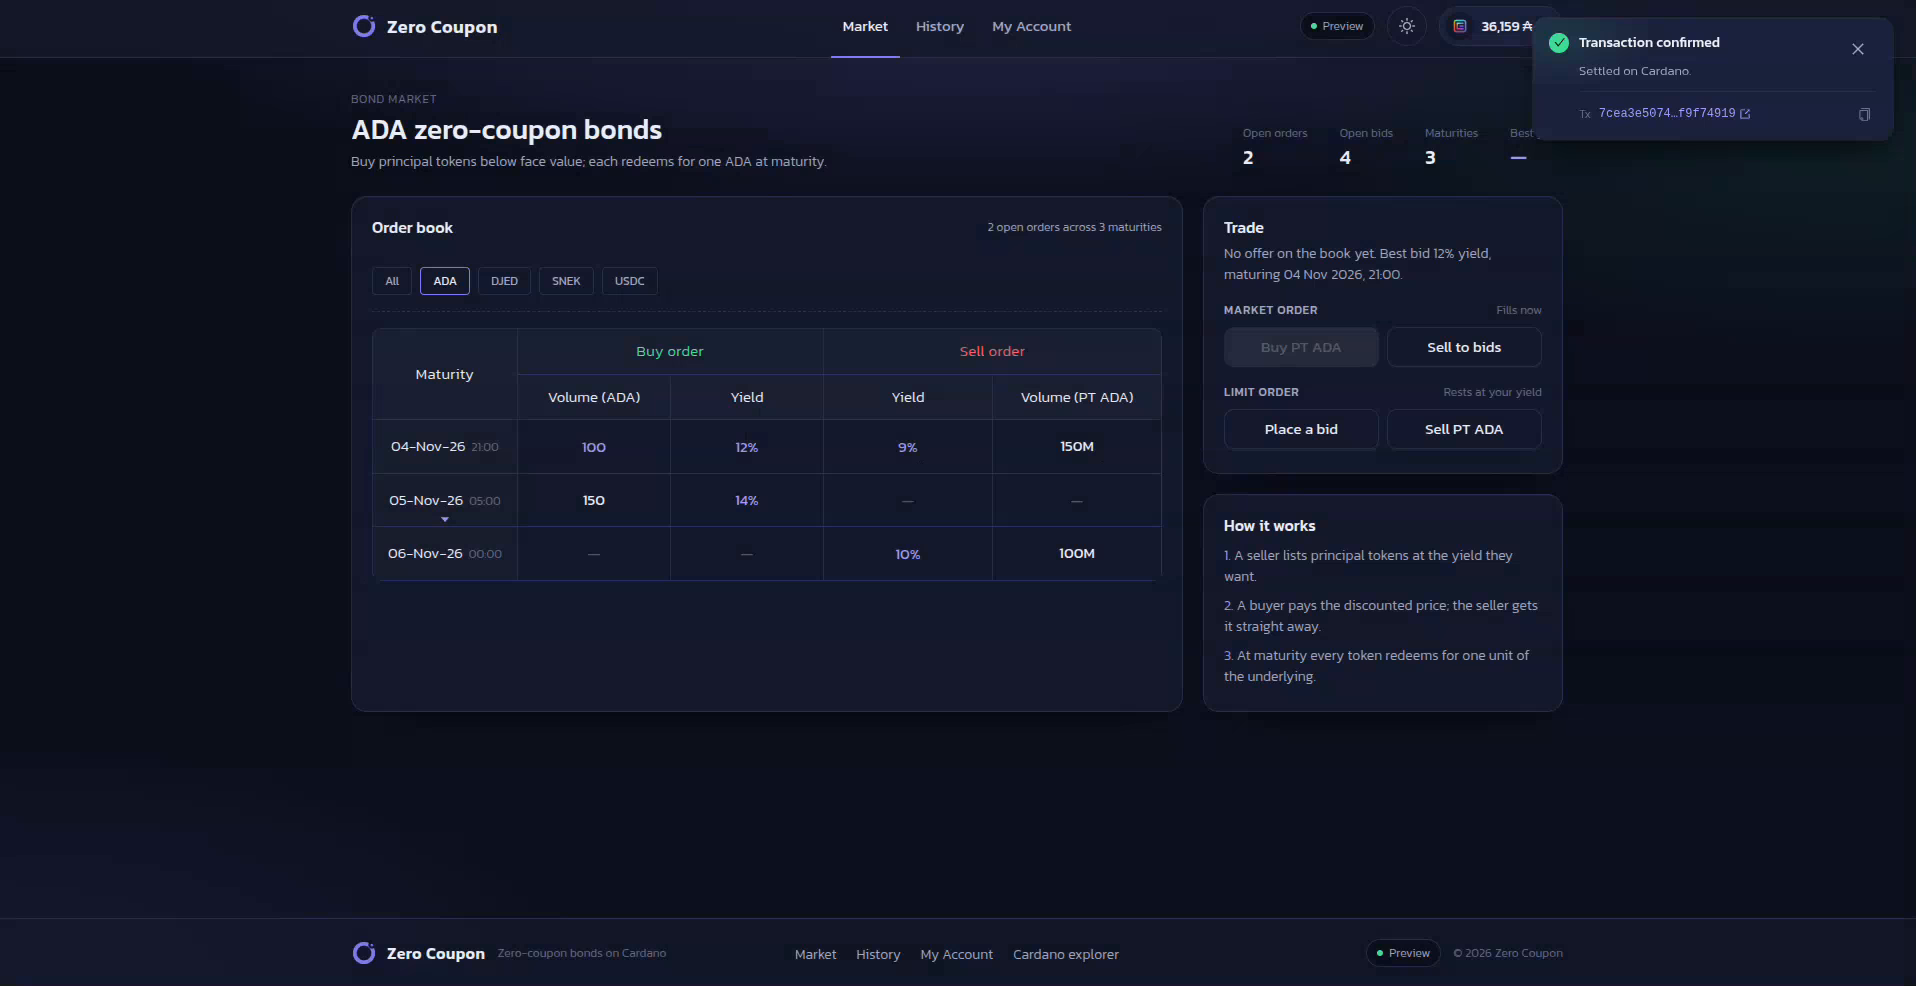 Zero Coupon
Market
History
My Account
Preview
36,159 ₳
Transaction confirmed
Settled on Cardano.
Tx 7cea3e5074…f9f74919
BOND MARKET
ADA zero-coupon bonds
Buy principal tokens below face value; each redeems for one ADA at maturity.
Open orders
Open bids
Maturities
Best
2
4
3
—
Order book
2 open orders across 3 maturities
All
ADA
DJED
SNEK
USDC
Maturity
Buy order
Sell order
Volume (ADA)
Yield
Yield
Volume (PT ADA)
04-Nov-26 21:00
100
12%
9%
150M
05-Nov-26 05:00
150
14%
—
—
06-Nov-26 00:00
—
—
10%
100M
Trade
No offer on the book yet. Best bid 12% yield,
maturing 04 Nov 2026, 21:00.
MARKET ORDER
Fills now
Buy PT ADA
Sell to bids
LIMIT ORDER
Rests at your yield
Place a bid
Sell PT ADA
How it works
1. A seller lists principal tokens at the yield they
want.
2. A buyer pays the discounted price; the seller gets
it straight away.
3. At maturity every token redeems for one unit of
the underlying.
Zero Coupon
Zero-coupon bonds on Cardano
Market
History
My Account
Cardano explorer
Preview
© 2026 Zero Coupon